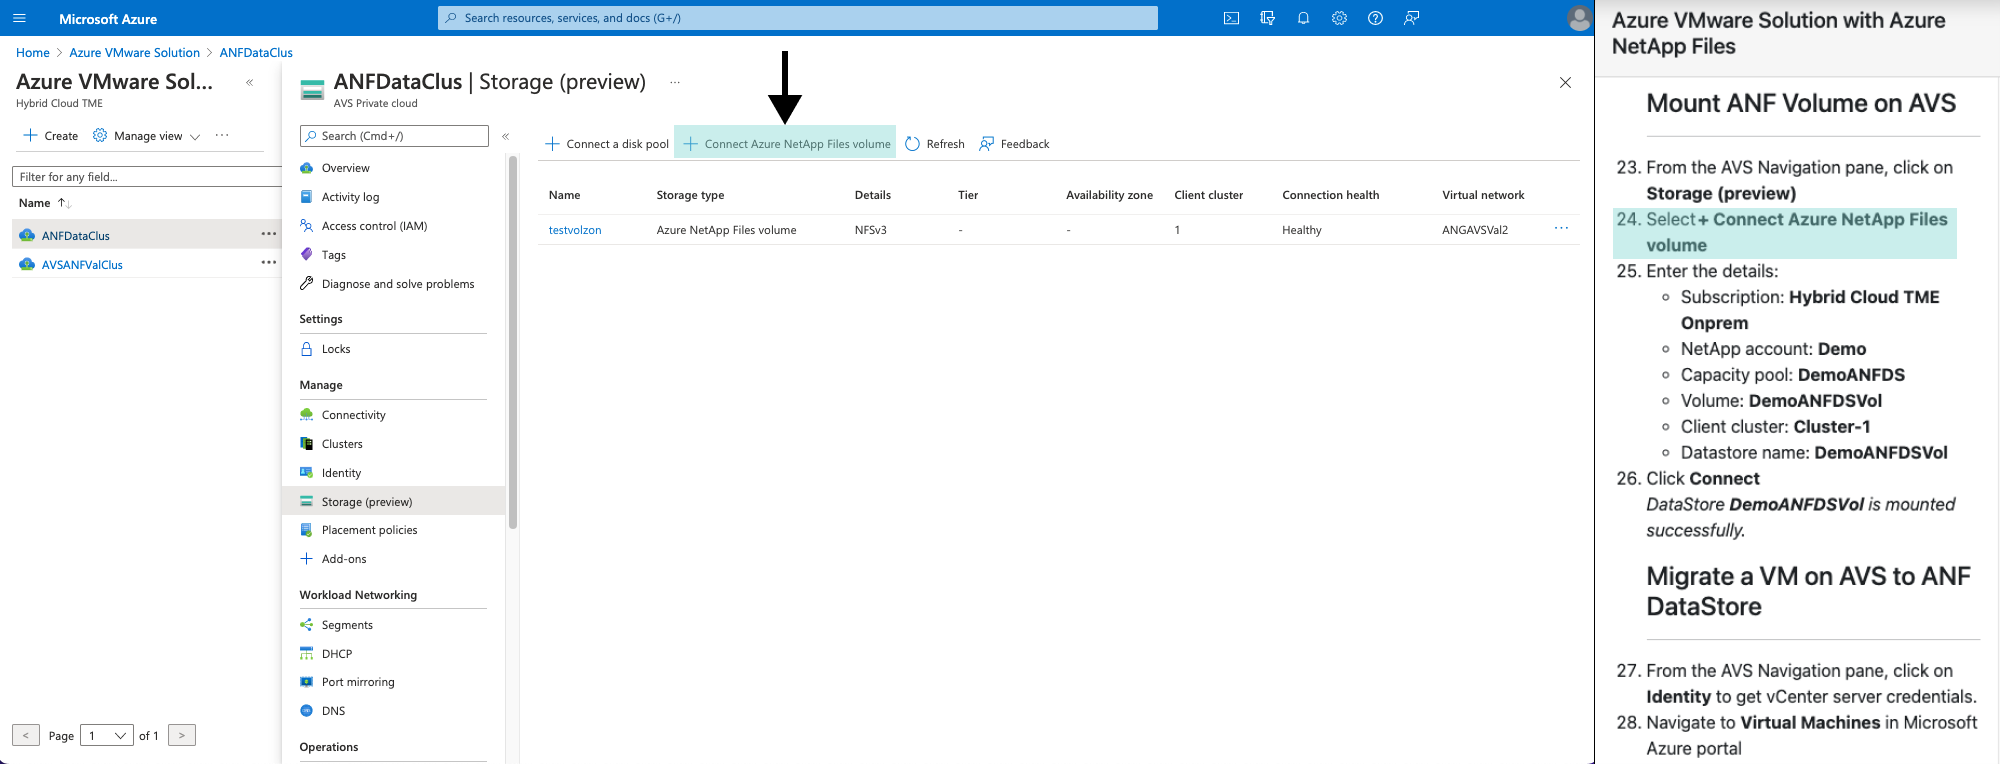 Microsoft Azure
Search resources, services, and docs (G+/)
Home > Azure VMware Solution > ANFDataClus
Azure VMware Sol... «
Hybrid Cloud TME
+ Create Manage view ...
Filter for any field...
Name ↑↓
ANFDataClus ...
AVSANFValClus ...
< Page 1 of 1 >
ANFDataClus | Storage (preview) ...
AVS Private cloud
Search (Cmd+/) «
Overview
Activity log
Access control (IAM)
Tags
Diagnose and solve problems
Settings
Locks
Manage
Connectivity
Clusters
Identity
Storage (preview)
Placement policies
Add-ons
Workload Networking
Segments
DHCP
Port mirroring
DNS
Operations
+ Connect a disk pool + Connect Azure NetApp Files volume Refresh Feedback
Name Storage type Details Tier Availability zone Client cluster Connection health Virtual network
testvolzon Azure NetApp Files volume NFSv3 - - 1 Healthy ANGAVSVal2 ...
Azure VMware Solution with Azure
NetApp Files
Mount ANF Volume on AVS
23. From the AVS Navigation pane, click on
Storage (preview)
24. Select + Connect Azure NetApp Files
volume
25. Enter the details:
Subscription: Hybrid Cloud TME
Onprem
NetApp account: Demo
Capacity pool: DemoANFDS
Volume: DemoANFDSVol
Client cluster: Cluster-1
Datastore name: DemoANFDSVol
26. Click Connect
DataStore DemoANFDSVol is mounted
successfully.
Migrate a VM on AVS to ANF
DataStore
27. From the AVS Navigation pane, click on
Identity to get vCenter server credentials.
28. Navigate to Virtual Machines in Microsoft
Azure portal